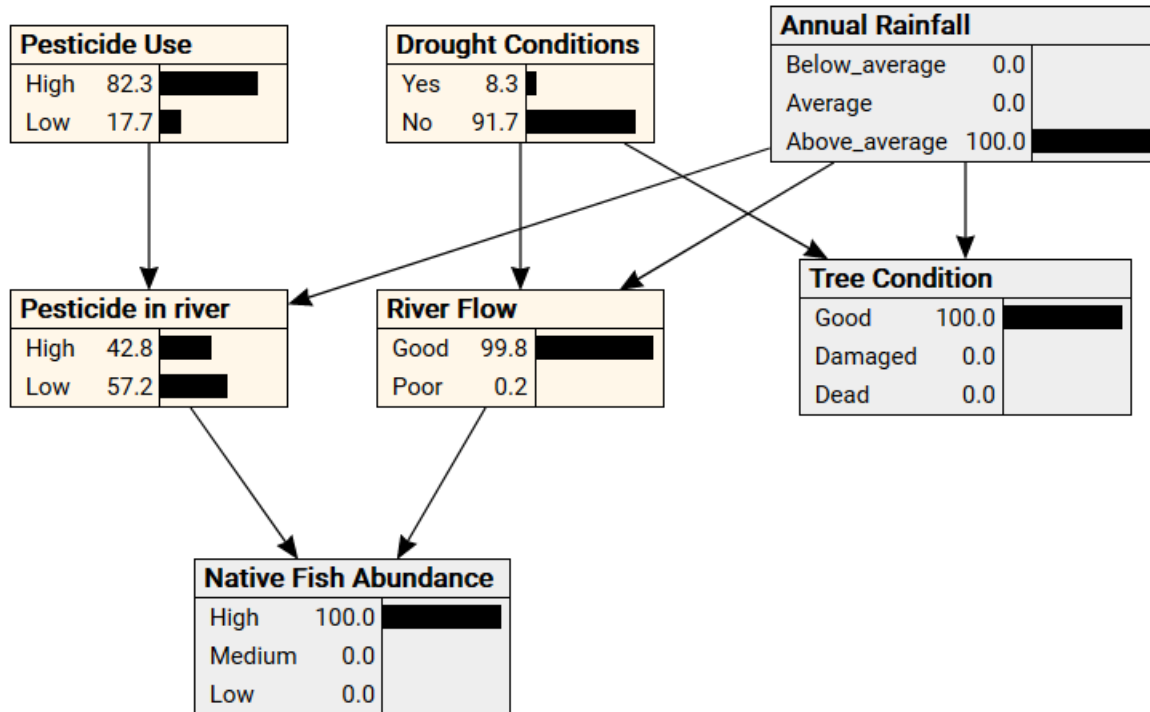 Pesticide Use
High 82.3
Low 17.7
Drought Conditions
Yes 8.3
No 91.7
Annual Rainfall
Below_average 0.0
Average 0.0
Above_average 100.0
Pesticide in river
High 42.8
Low 57.2
River Flow
Good 99.8
Poor 0.2
Tree Condition
Good 100.0
Damaged 0.0
Dead 0.0
Native Fish Abundance
High 100.0
Medium 0.0
Low 0.0